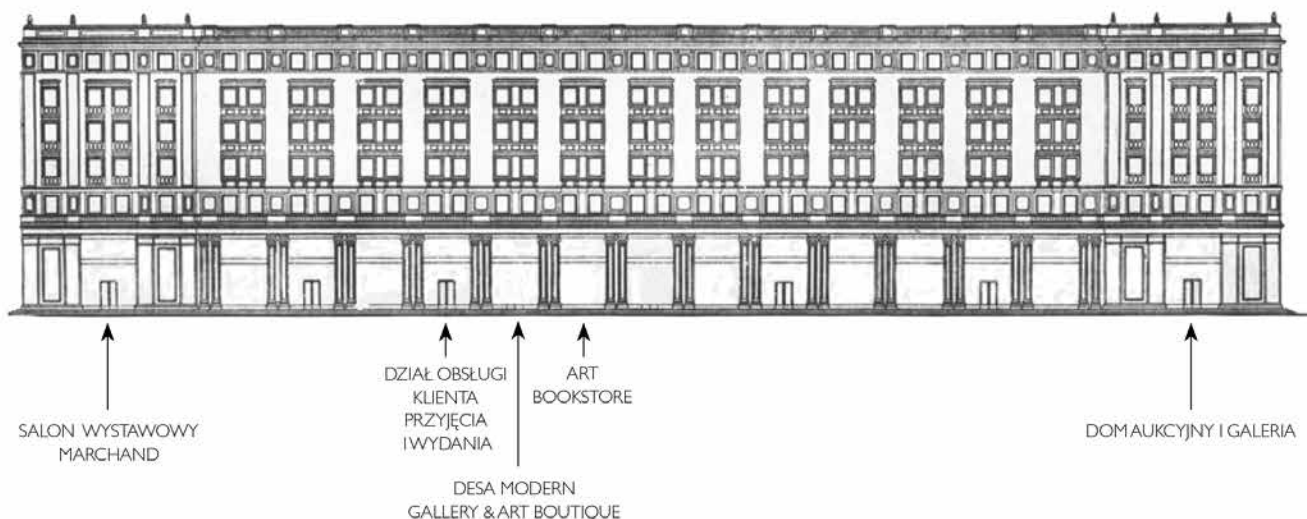 SALON WYSTAWOWY
MARCHAND
DZIAŁ OBSŁUGI
KLIENTA
PRZYJĘCIA
I WYDANIA
DESA MODERN
GALLERY & ART BOUTIQUE
ART
BOOKSTORE
DOM AUKCYJNY I GALERIA